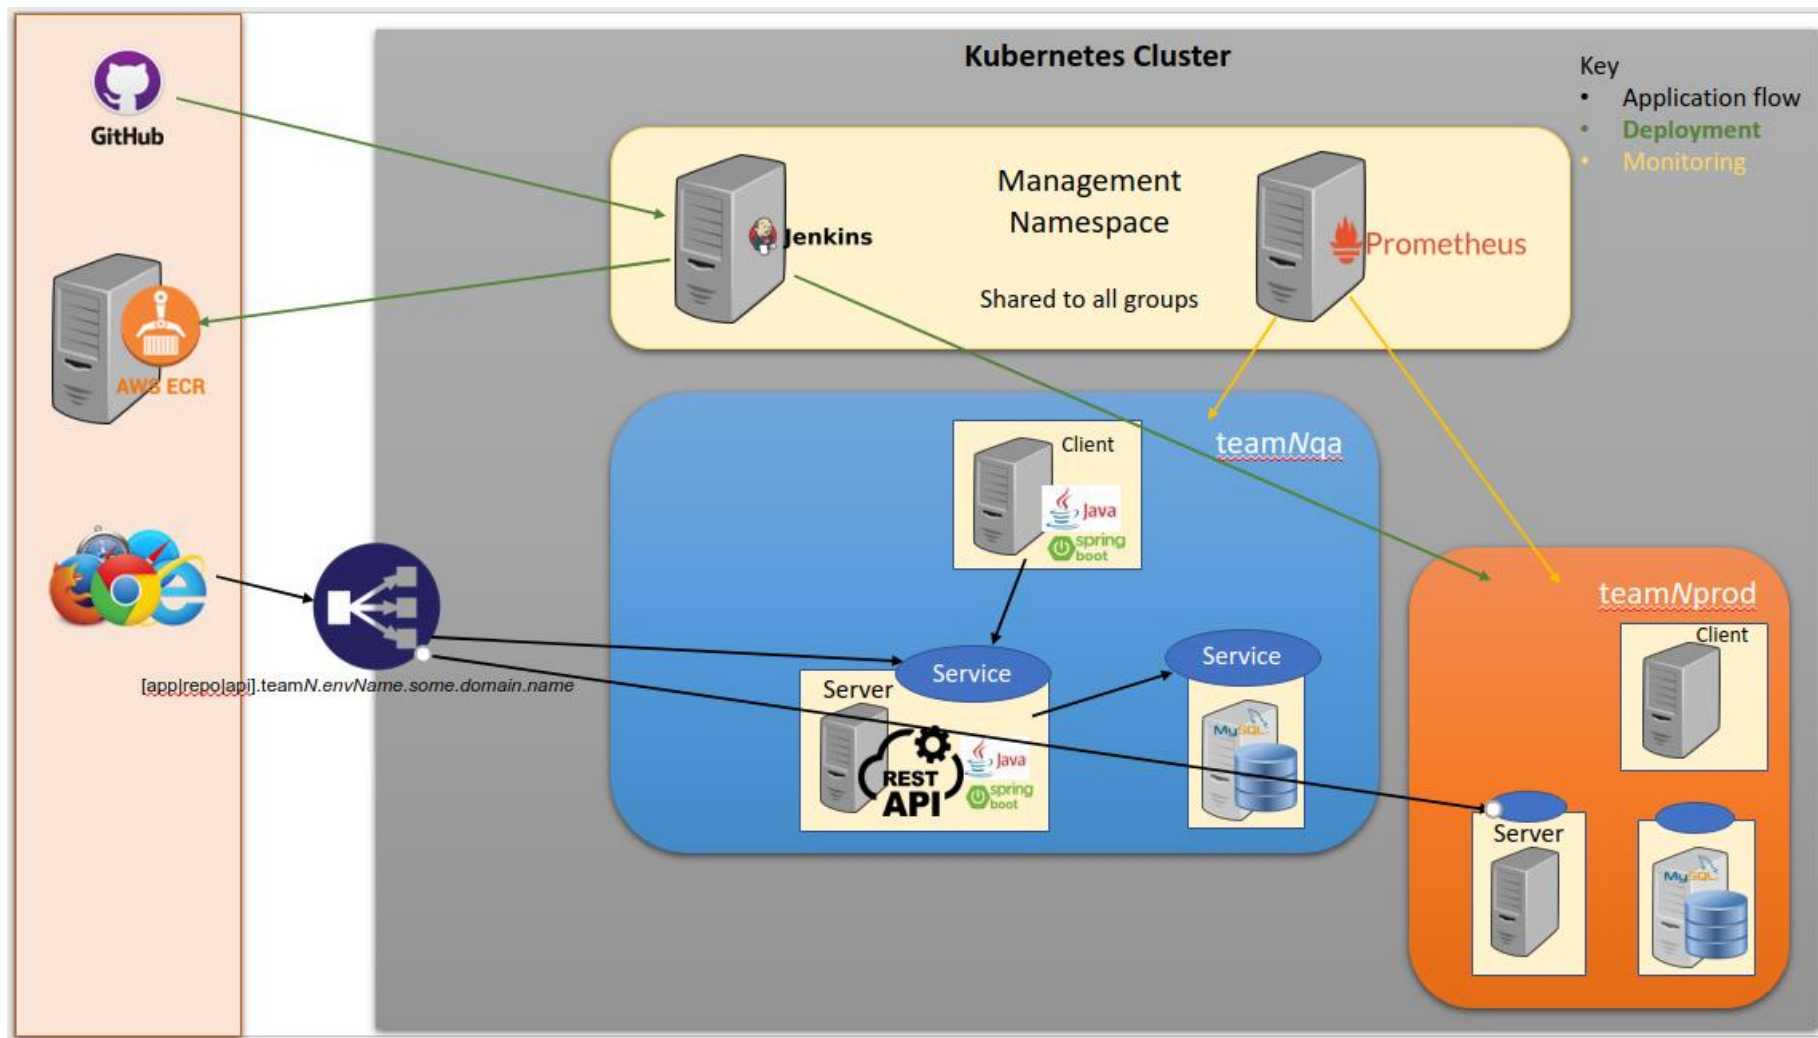 Kubernetes Cluster
Key
• Application flow
• Deployment
• Monitoring
GitHub
Management
Namespace
Jenkins
Prometheus
Shared to all groups
AWS ECR
teamNqa
Client
Java
spring
boot
teamNprod
Client
Service
Service
[app|repo|api].teamN.envName.some.domain.name
Server
REST
API
Java
spring
boot
MySQL
Server
MySQL